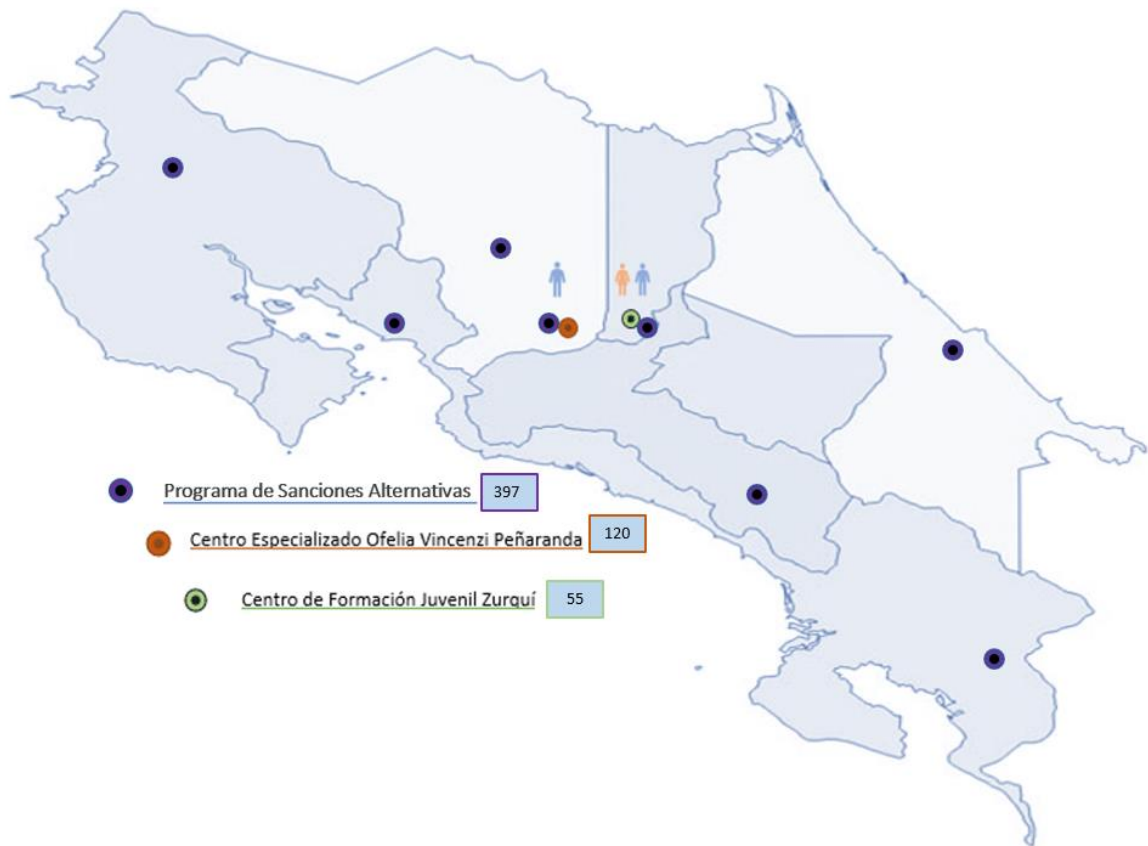 Programa de Sanciones Alternativas 397
Centro Especializado Ofelia Vincenzi Peñaranda 120
Centro de Formación Juvenil Zurquí 55